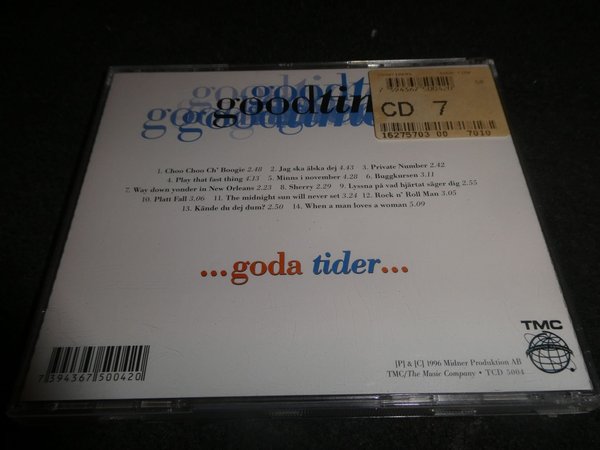 goodtid
goodtim
CD 7
7 394367 500420
16275703 00 7010
1. Choo Choo Ch' Boogie 2.48 2. Jag ska älska dej 4.43 3. Private Number 2.42
4. Play that fast thing 4.13 5. Minns i november 4.28 6. Buggkursen 3.11
7. Way down yonder in New Orleans 2.23 8. Sherry 2.29 9. Lyssna på vad hjärtat säger dig 2.55
10. Platt Fall 3.06 11. The midnight sun will never set 3.24 12. Rock n' Roll Man 3.05
13. Kände du dej dum? 2.50 14. When a man loves a woman 5.09
...goda tider...
TMC
[P] & [C] 1996 Midner Produktion AB
TMC/The Music Company • TCD 5004
7 394367 500420